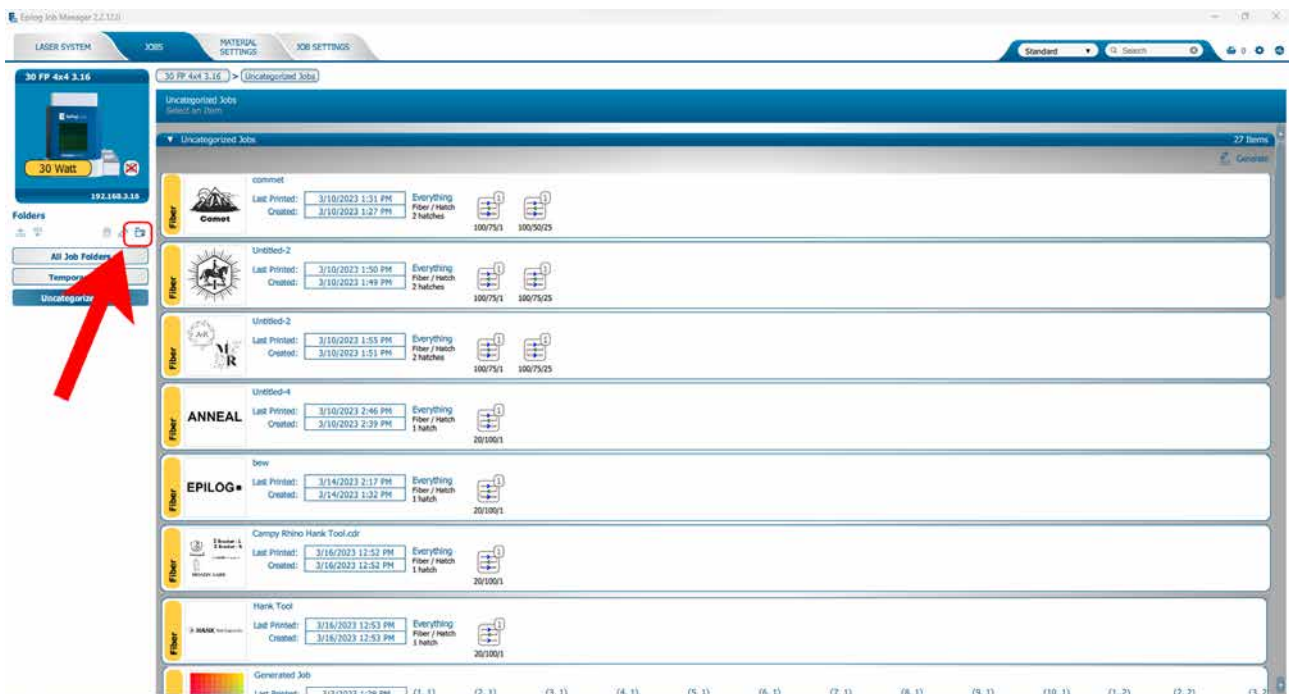 Epilog Job Manager 2.2.12.0
LASER SYSTEM
JOBS
MATERIAL SETTINGS
JOB SETTINGS
Standard
Search
0
30 FP 4x4 3.16
30 FP 4x4 3.16 > Uncategorized Jobs
Uncategorized Jobs
Select an Item
Uncategorized Jobs
27 Items
Generate
30 Watt
192.168.3.16
Folders
All Job Folders
Tempor
Uncategoriz
Fiber
Comet
commet
Last Printed: 3/10/2023 1:31 PM
Created: 3/10/2023 1:27 PM
Everything
Fiber / Hatch
2 hatches
1
100/75/1
1
100/50/25
Fiber
Untitled-2
Last Printed: 3/10/2023 1:50 PM
Created: 3/10/2023 1:49 PM
Everything
Fiber / Hatch
2 hatches
1
100/75/1
1
100/75/25
Fiber
M
R
Untitled-2
Last Printed: 3/10/2023 1:55 PM
Created: 3/10/2023 1:51 PM
Everything
Fiber / Hatch
2 hatches
1
100/75/1
1
100/75/25
Fiber
ANNEAL
Untitled-4
Last Printed: 3/10/2023 2:46 PM
Created: 3/10/2023 2:39 PM
Everything
Fiber / Hatch
1 hatch
1
20/100/1
Fiber
EPILOG
bew
Last Printed: 3/14/2023 2:17 PM
Created: 3/14/2023 1:32 PM
Everything
Fiber / Hatch
1 hatch
1
20/100/1
Fiber
Campy Rhino Hank Tool.cdr
Last Printed: 3/16/2023 12:52 PM
Created: 3/16/2023 12:52 PM
Everything
Fiber / Hatch
1 hatch
1
20/100/1
Fiber
HANK
Hank Tool
Last Printed: 3/16/2023 12:53 PM
Created: 3/16/2023 12:53 PM
Everything
Fiber / Hatch
1 hatch
1
20/100/1
Generated Job
(1, 1) (2, 1) (3, 1) (4, 1) (5, 1) (6, 1) (7, 1) (8, 1) (9, 1) (10, 1) (1, 2) (2, 2)